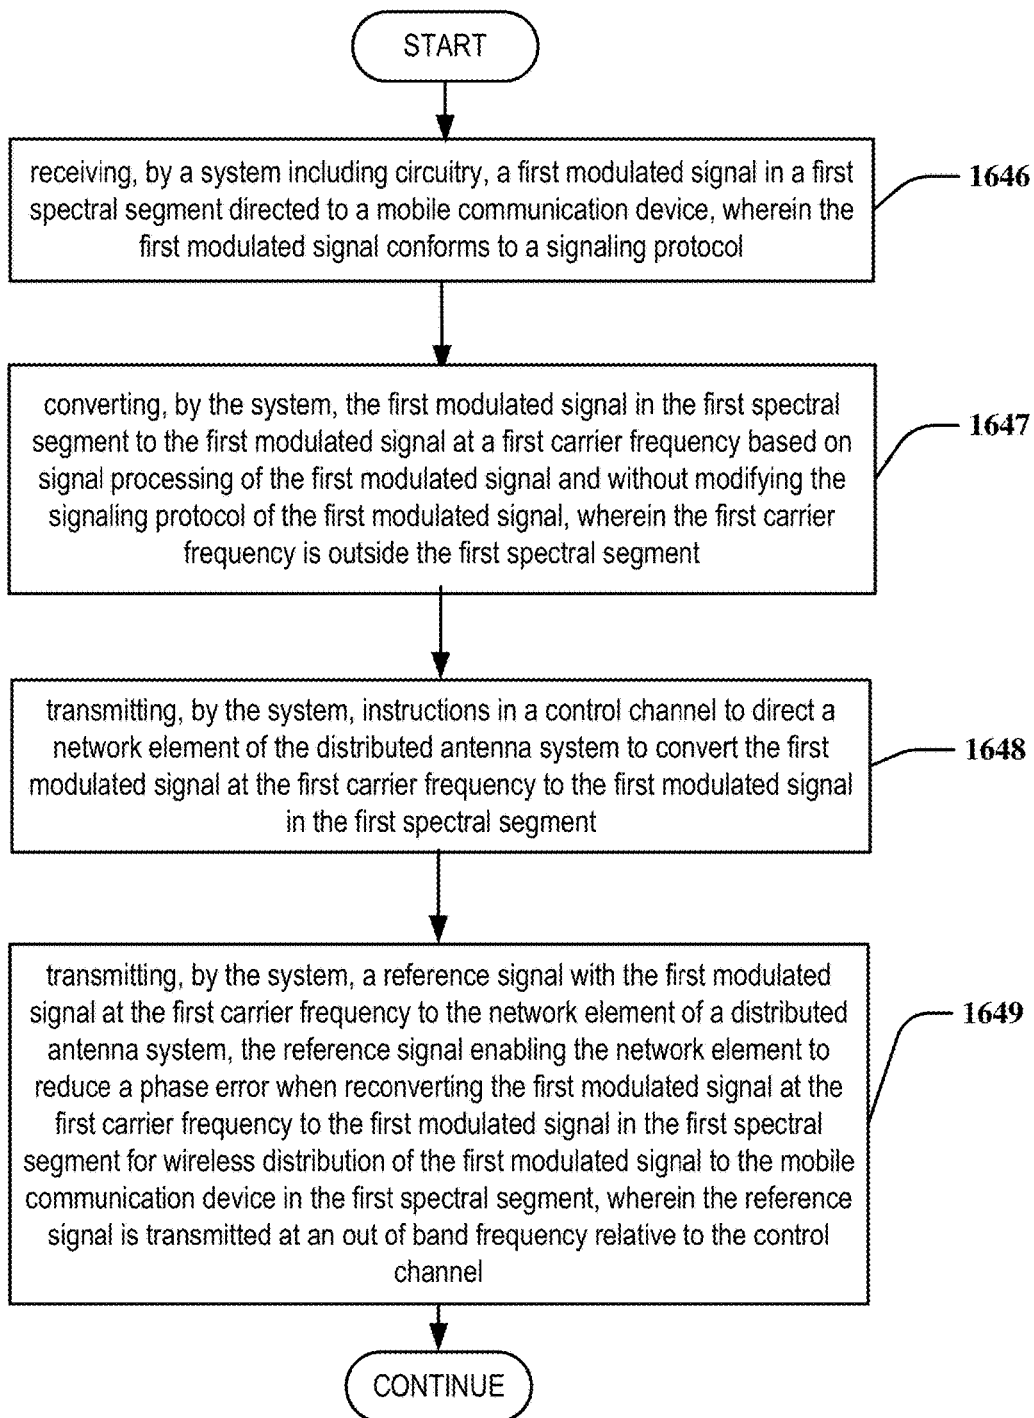 START
receiving, by a system including circuitry, a first modulated signal in a first
spectral segment directed to a mobile communication device, wherein the
first modulated signal conforms to a signaling protocol
1646
converting, by the system, the first modulated signal in the first spectral
segment to the first modulated signal at a first carrier frequency based on
signal processing of the first modulated signal and without modifying the
signaling protocol of the first modulated signal, wherein the first carrier
frequency is outside the first spectral segment
1647
transmitting, by the system, instructions in a control channel to direct a
network element of the distributed antenna system to convert the first
modulated signal at the first carrier frequency to the first modulated signal
in the first spectral segment
1648
transmitting, by the system, a reference signal with the first modulated
signal at the first carrier frequency to the network element of a distributed
antenna system, the reference signal enabling the network element to
reduce a phase error when reconverting the first modulated signal at the
first carrier frequency to the first modulated signal in the first spectral
segment for wireless distribution of the first modulated signal to the mobile
communication device in the first spectral segment, wherein the reference
signal is transmitted at an out of band frequency relative to the control
channel
1649
CONTINUE